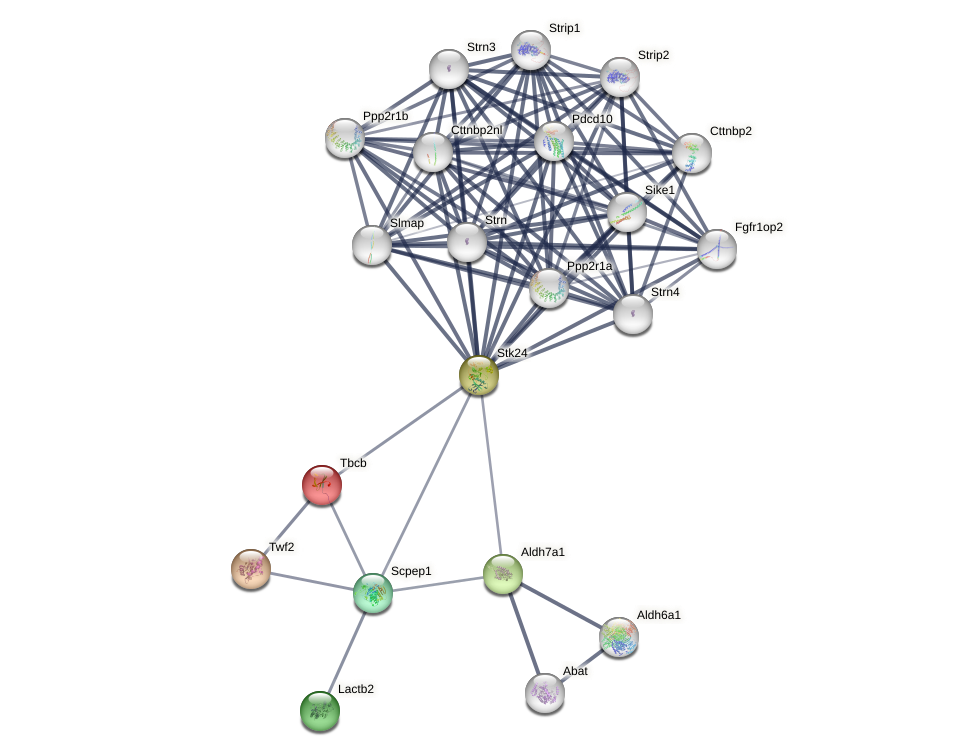 Strip1
Strn3
Strip2
Ppp2r1b
Pdcd10
Cttnbp2nl
Cttnbp2
Sike1
Slmap
Strn
Fgfr1op2
Ppp2r1a
Strn4
Stk24
Tbcb
Twf2
Aldh7a1
Scpep1
Aldh6a1
Abat
Lactb2